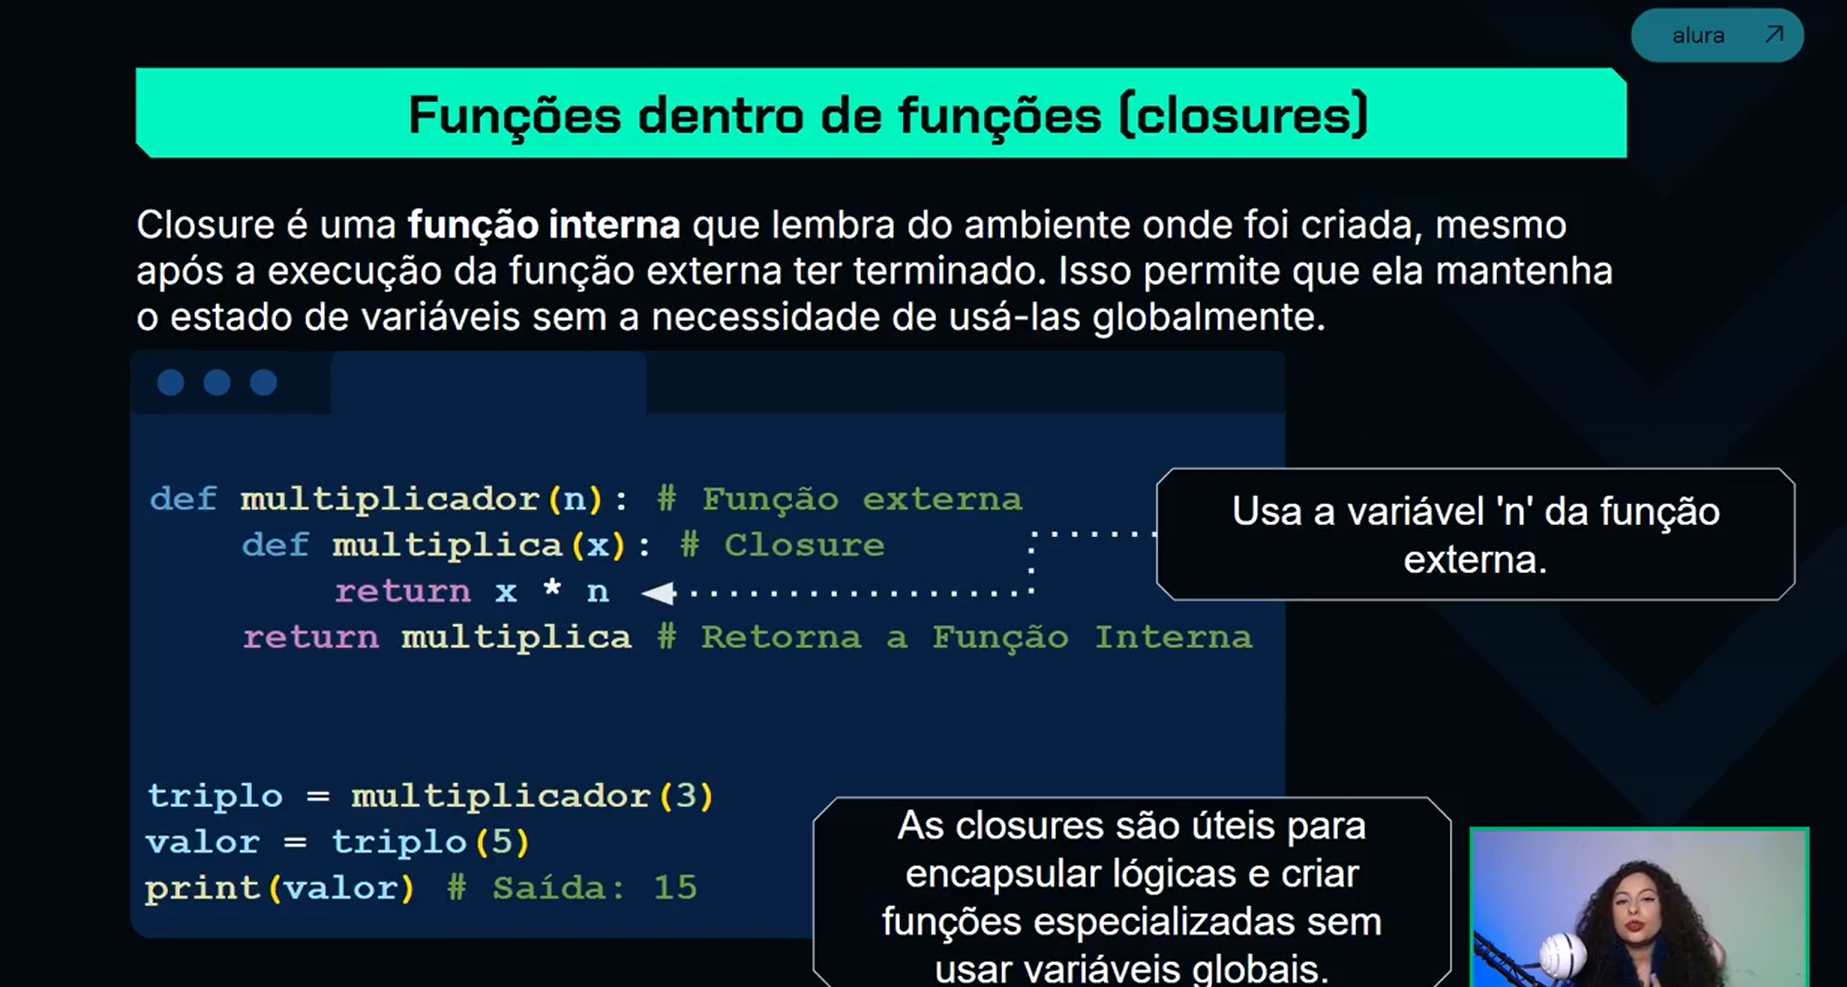 alura
Funções dentro de funções (closures)
Closure é uma função interna que lembra do ambiente onde foi criada, mesmo
após a execução da função externa ter terminado. Isso permite que ela mantenha
o estado de variáveis sem a necessidade de usá-las globalmente.
def multiplicador(n): # Função externa
    def multiplica(x): # Closure
        return x * n
    return multiplica # Retorna a Função Interna
Usa a variável 'n' da função
externa.
triplo = multiplicador(3)
valor = triplo(5)
print(valor) # Saída: 15
As closures são úteis para
encapsular lógicas e criar
funções especializadas sem
usar variáveis globais.